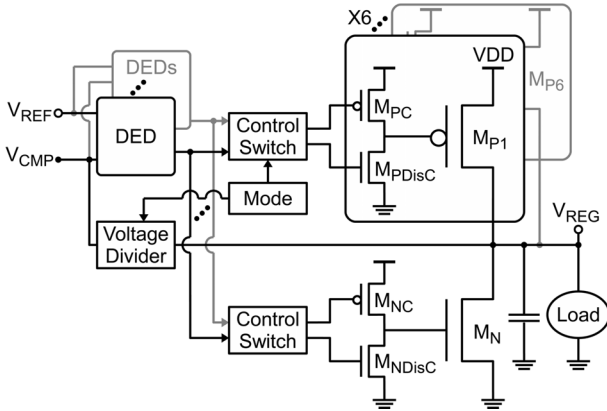 X6
DEDs
VDD
M_P6
V_REF
DED
Control
Switch
M_PC
M_P1
V_CMP
M_PDisC
Mode
V_REG
Voltage
Divider
Control
Switch
M_NC
M_N
Load
M_NDisC